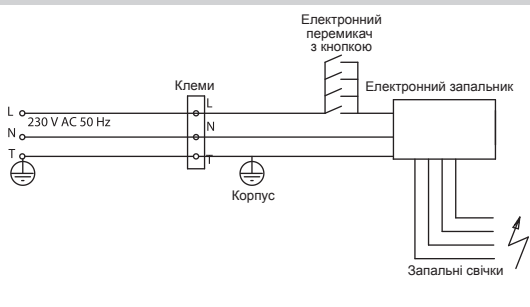 Електронний
перемикач
з кнопкою
Клеми
Електронний запальник
L
L
230 V AC 50 Hz
N
N
T
T
Корпус
Запальні свічки